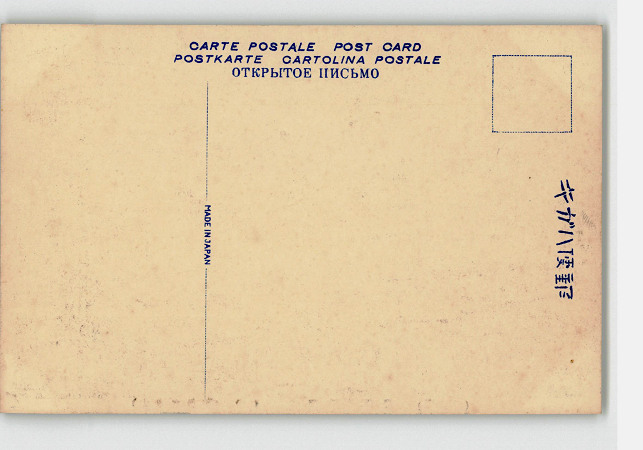 CARTE POSTALE POST CARD
POSTKARTE CARTOLINA POSTALE
ОТКРЫТОЕ ПИСЬМО
MADE IN JAPAN
郵便ハガキ